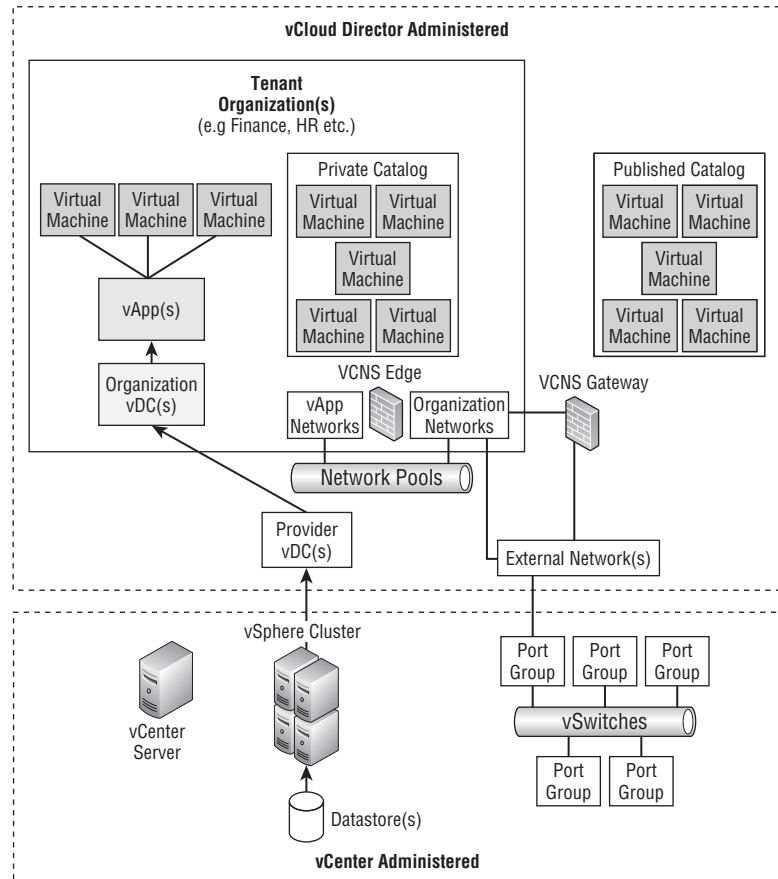 vCloud Director Administered
Tenant
Organization(s)
(e.g Finance, HR etc.)
Private Catalog
Published Catalog
Virtual
Machine
Virtual
Machine
Virtual
Machine
Virtual
Machine
Virtual
Machine
Virtual
Machine
Virtual
Machine
Virtual
Machine
Virtual
Machine
Virtual
Machine
Virtual
Machine
Virtual
Machine
Virtual
Machine
vApp(s)
Organization
vDC(s)
VCNS Edge
VCNS Gateway
vApp
Networks
Organization
Networks
Network Pools
Provider
vDC(s)
External Network(s)
vSphere Cluster
vCenter
Server
Port
Group
Port
Group
Port
Group
vSwitches
Port
Group
Port
Group
Datastore(s)
vCenter Administered